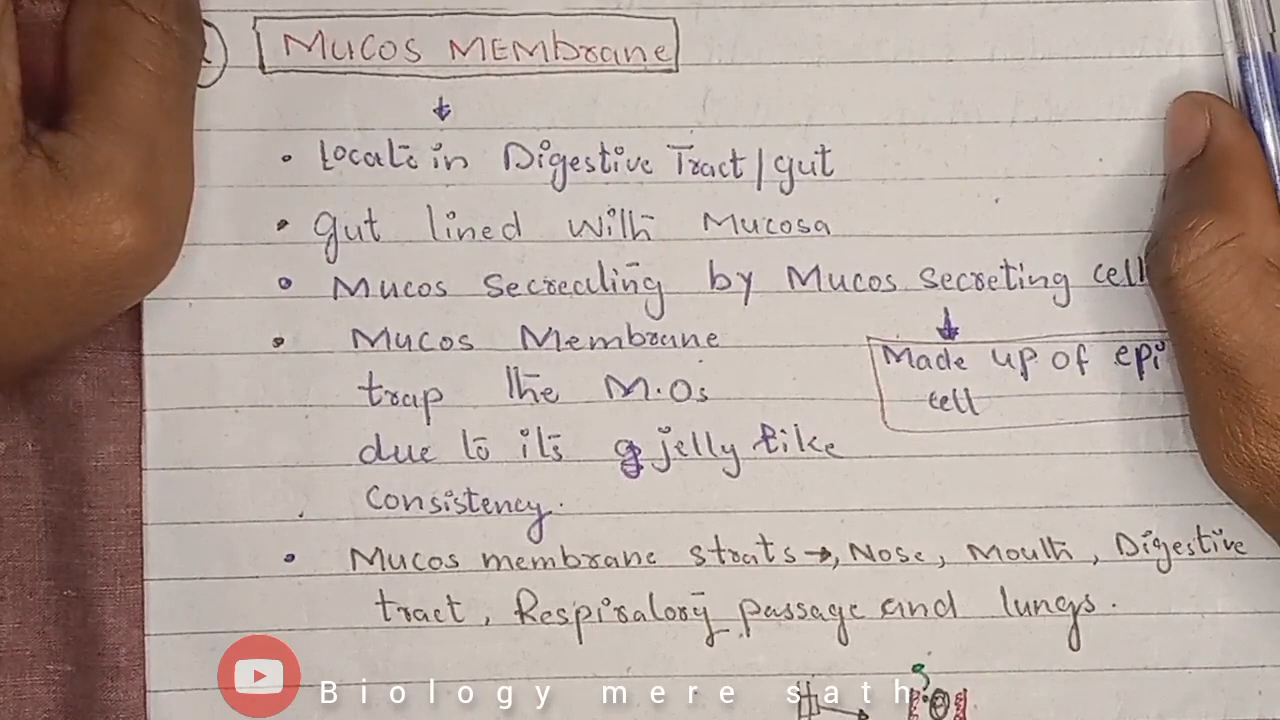 Mucos MEMbrane
• Locate in Digestive Tract/gut
• gut lined with Mucosa
• Mucos secreating by Mucos secreting cell
• Mucos Membrane
Made up of epi
trap the M.Os
cell
due to its jelly like
Consistency.
• Mucos membrane strats →, Nose, Mouth, Digestive
tract, Respiratory passage and lungs.
Biology mere sath